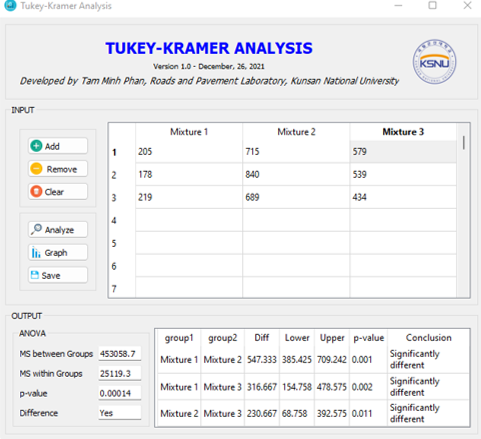 Tukey-Kramer Analysis
TUKEY-KRAMER ANALYSIS
Version 1.0 - December, 26, 2021
Developed by Tam Minh Phan, Roads and Pavement Laboratory, Kunsan National University
KSNU
INPUT
Add
Remove
Clear
Analyze
Graph
Save
Mixture 1 Mixture 2 Mixture 3
1 205 715 579
2 178 840 539
3 219 689 434
4
5
6
7
OUTPUT
ANOVA
MS between Groups 453058.7
MS within Groups 25119.3
p-value 0.00014
Difference Yes
group1 group2 Diff Lower Upper p-value Conclusion
Mixture 1 Mixture 2 547.333 385.425 709.242 0.001 Significantly
different
Mixture 1 Mixture 3 316.667 154.758 478.575 0.002 Significantly
different
Mixture 2 Mixture 3 230.667 68.758 392.575 0.011 Significantly
different